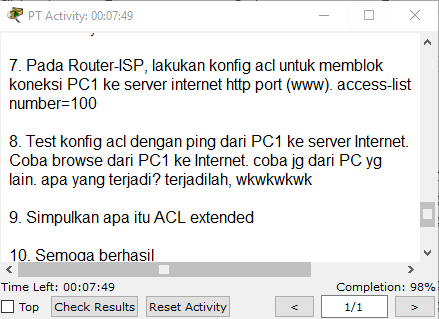 PT Activity: 00:07:49
7. Pada Router-ISP, lakukan konfig acl untuk memblok
koneksi PC1 ke server internet http port (www). access-list
number=100
8. Test konfig acl dengan ping dari PC1 ke server Internet.
Coba browse dari PC1 ke Internet. coba jg dari PC yg
lain. apa yang terjadi? terjadilah, wkwkwkwk
9. Simpulkan apa itu ACL extended
10. Semoga berhasil
Time Left: 00:07:49 Completion: 98%
Top Check Results Reset Activity < 1/1 >